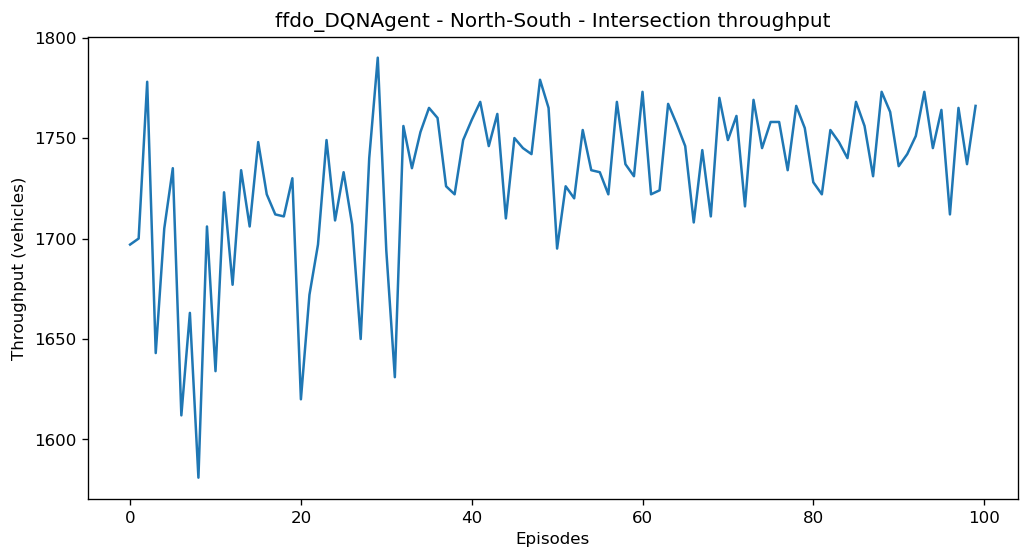 ffdo_DQNAgent - North-South - Intersection throughput
Throughput (vehicles)
1800
1750
1700
1650
1600
0 20 40 60 80 100
Episodes